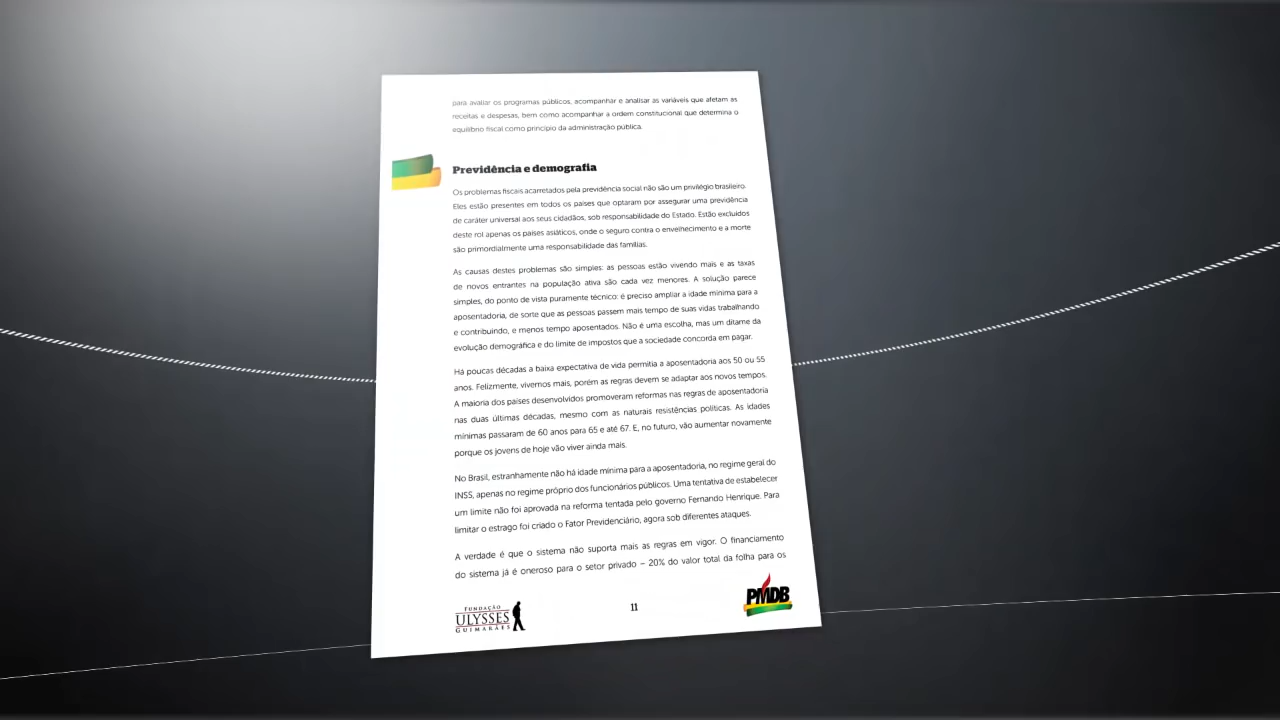 para avaliar os programas públicos, acompanhar e analisar as variáveis que afetam as
receitas e despesas, bem como acompanhar a ordem constitucional que determina o
equilíbrio fiscal como princípio da administração pública.
Previdência e demografia
Os problemas fiscais acarretados pela previdência social não são um privilégio brasileiro.
Eles estão presentes em todos os países que optaram por assegurar uma previdência
de caráter universal aos seus cidadãos, sob responsabilidade do Estado. Estão excluídos
deste rol apenas os países asiáticos, onde o seguro contra o envelhecimento e a morte
são primordialmente uma responsabilidade das famílias.
As causas destes problemas são simples: as pessoas estão vivendo mais e as taxas
de novos entrantes na população ativa são cada vez menores. A solução parece
simples, do ponto de vista puramente técnico: é preciso ampliar a idade mínima para a
aposentadoria, de sorte que as pessoas passem mais tempo de suas vidas trabalhando
e contribuindo, e menos tempo aposentados. Não é uma escolha, mas um ditame da
evolução demográfica e do limite de impostos que a sociedade concorda em pagar.
Há poucas décadas a baixa expectativa de vida permitia a aposentadoria aos 50 ou 55
anos. Felizmente, vivemos mais, porém as regras devem se adaptar aos novos tempos.
A maioria dos países desenvolvidos promoveram reformas nas regras de aposentadoria
nas duas últimas décadas, mesmo com as naturais resistências políticas. As idades
mínimas passaram de 60 anos para 65 e até 67. E, no futuro, vão aumentar novamente
porque os jovens de hoje vão viver ainda mais.
No Brasil, estranhamente não há idade mínima para a aposentadoria, no regime geral do
INSS, apenas no regime próprio dos funcionários públicos. Uma tentativa de estabelecer
um limite não foi aprovada na reforma tentada pelo governo Fernando Henrique. Para
limitar o estrago foi criado o Fator Previdenciário, agora sob diferentes ataques.
A verdade é que o sistema não suporta mais as regras em vigor. O financiamento
do sistema já é oneroso para o setor privado – 20% do valor total da folha para os
FUNDAÇÃO
ULYSSES
GUIMARÃES
11
PMDB